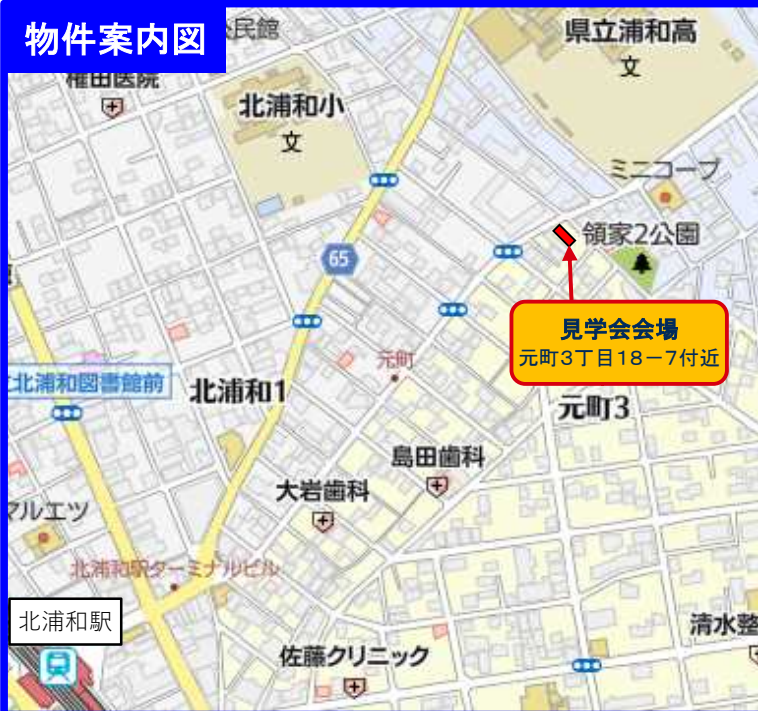 物件案内図
公民館
県立浦和高
文
権田医院
北浦和小
文
ミニコープ
領家2公園
65
見学会会場
元町3丁目18－7付近
元町
北浦和図書館前
北浦和1
元町3
島田歯科
大岩歯科
マルエツ
北浦和駅ターミナルビル
北浦和駅
清水整
佐藤クリニック